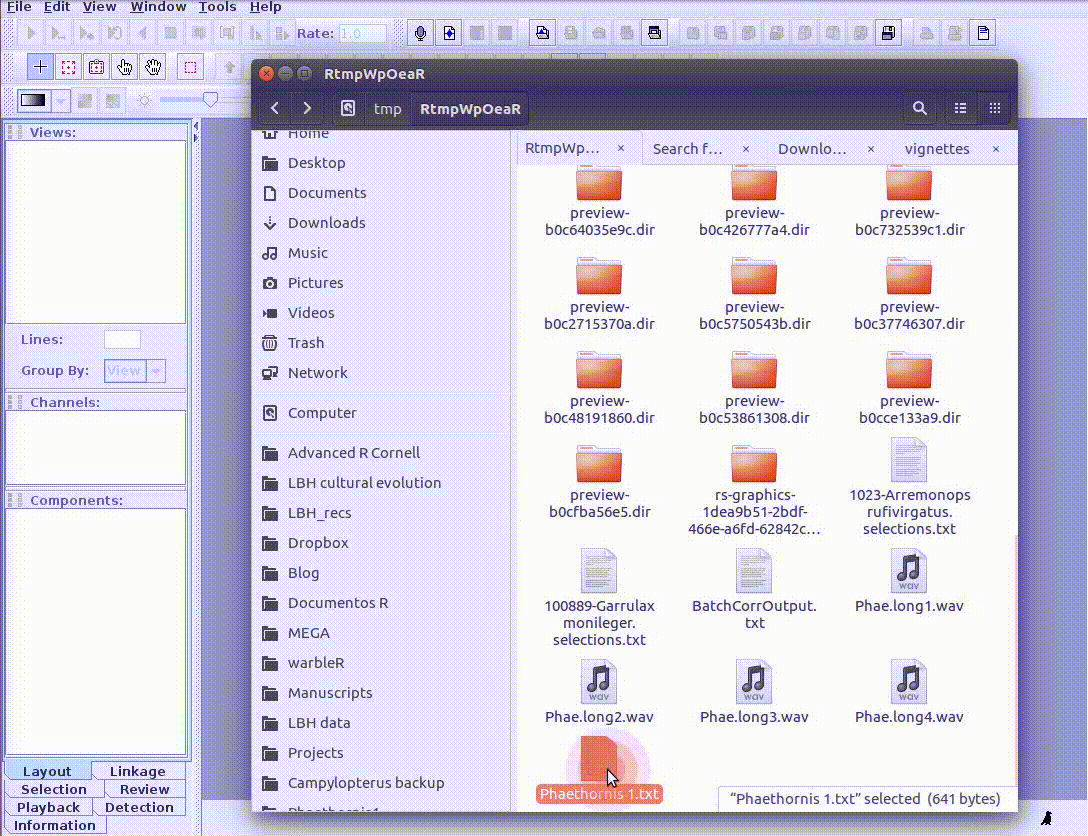 File Edit View Window Tools Help
Rate: 1.0
RtmpWpOeaR
tmp RtmpWpOeaR
Views:
Lines:
Group By: View
Channels:
Components:
Layout Linkage
Selection Review
Playback Detection
Information
Home
Desktop
Documents
Downloads
Music
Pictures
Videos
Trash
Network
Computer
Advanced R Cornell
LBH cultural evolution
LBH_recs
Dropbox
Blog
Documentos R
MEGA
warbleR
Manuscripts
LBH data
Projects
Campylopterus backup
Phaethornis1
RtmpWp... × Search f... × Downlo... × vignettes ×
preview-
b0c64035e9c.dir
preview-
b0c426777a4.dir
preview-
b0c732539c1.dir
preview-
b0c2715370a.dir
preview-
b0c5750543b.dir
preview-
b0c37746307.dir
preview-
b0c48191860.dir
preview-
b0c53861308.dir
preview-
b0cce133a9.dir
preview-
b0cfba56e5.dir
rs-graphics-
1dea9b51-2bdf-
466e-a6fd-62842c...
1023-Arremonops
rufivirgatus.
selections.txt
100889-Garrulax
monileger.
selections.txt
BatchCorrOutput.
txt
wav
Phae.long1.wav
wav
Phae.long2.wav
wav
Phae.long3.wav
wav
Phae.long4.wav
Phaethornis 1.txt
“Phaethornis 1.txt” selected (641 bytes)